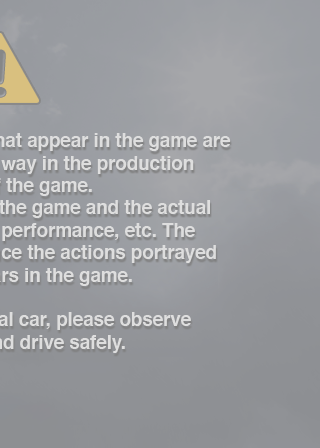 hat appear in the game are
way in the production
f the game.
the game and the actual
performance, etc. The
ce the actions portrayed
rs in the game.
al car, please observe
nd drive safely.